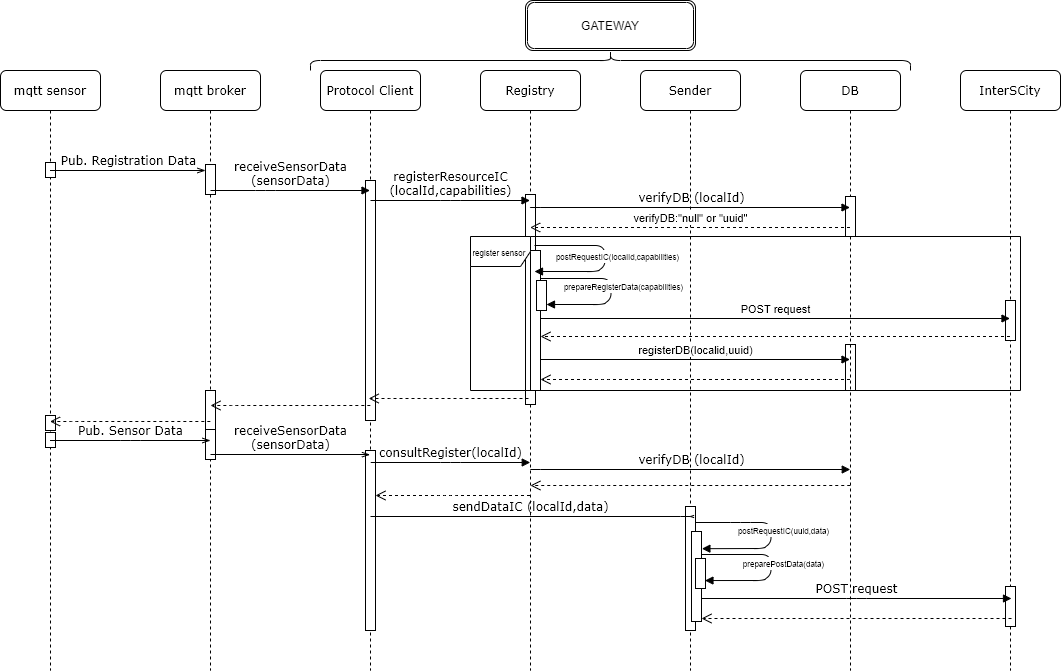 GATEWAY
mqtt sensor
mqtt broker
Protocol Client
Registry
Sender
DB
InterSCity
Pub. Registration Data
receiveSensorData
(sensorData)
registerResourceIC
(localId,capabilities)
verifyDB (localId)
verifyDB:"null" or "uuid"
register sensor
postRequestIC(localid,capabilities)
prepareRegisterData(capabilities)
POST request
registerDB(localid,uuid)
Pub. Sensor Data
receiveSensorData
(sensorData)
consultRegister(localId)
verifyDB (localId)
sendDataIC (localId,data)
postRequestIC(uuid,data)
preparePostData(data)
POST request